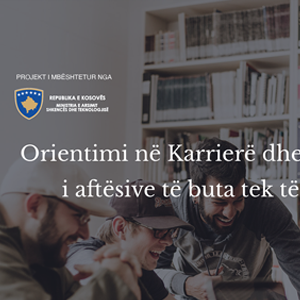 PROJEKT I MBËSHTETUR NGA
REPUBLIKA E KOSOVËS
MINISTRIA E ARSIMIT
SHKENCËS DHE TEKNOLOGJISË
Orientimi në Karrierë dhe
i aftësive të buta tek të